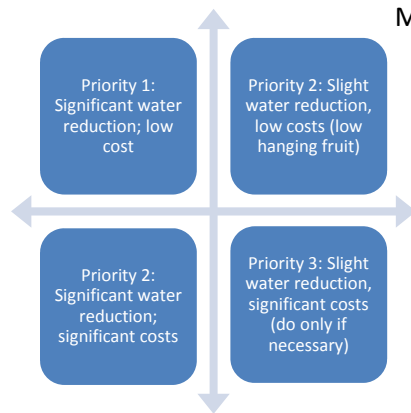 M
Priority 1:
Significant water
reduction; low
cost
Priority 2: Slight
water reduction,
low costs (low
hanging fruit)
Priority 2:
Significant water
reduction;
significant costs
Priority 3: Slight
water reduction,
significant costs
(do only if
necessary)